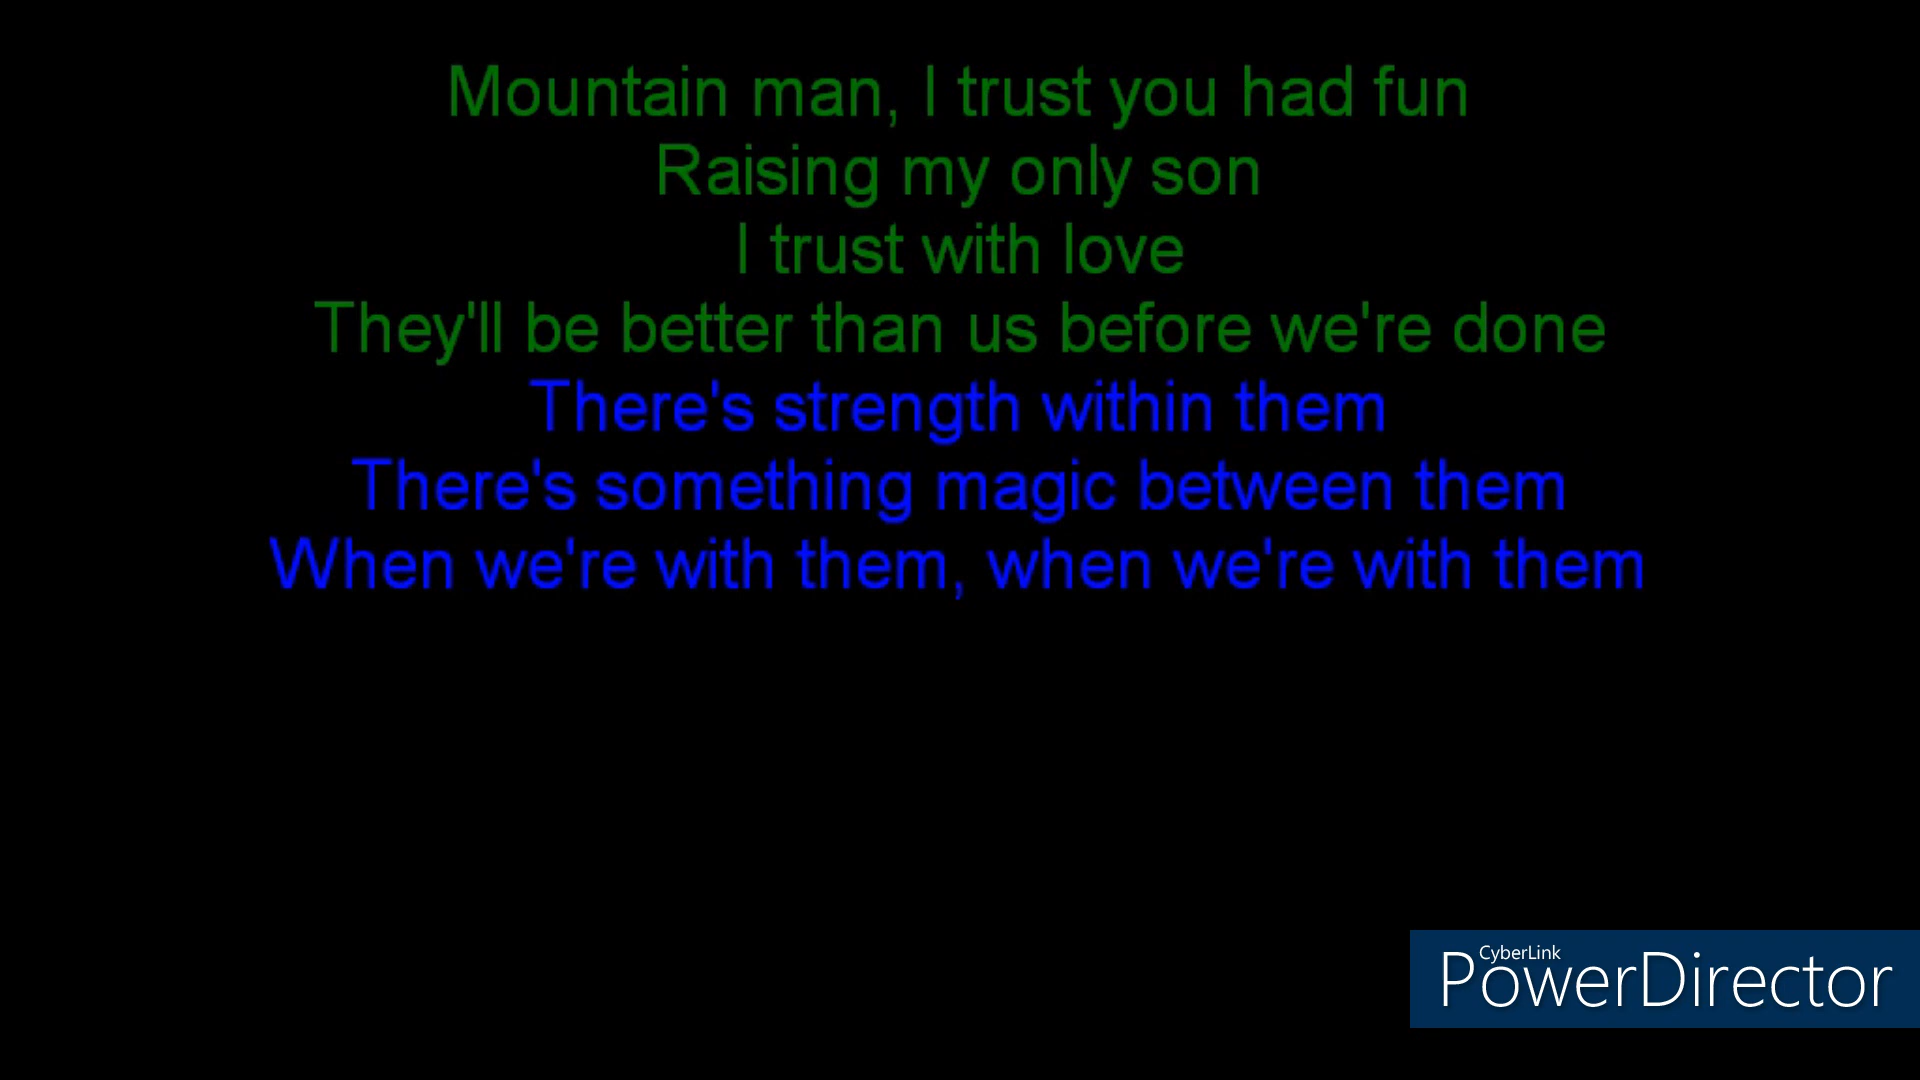 Mountain man, I trust you had fun
Raising my only son
I trust with love
They'll be better than us before we're done
There's strength within them
There's something magic between them
When we're with them, when we're with them
CyberLink
PowerDirector